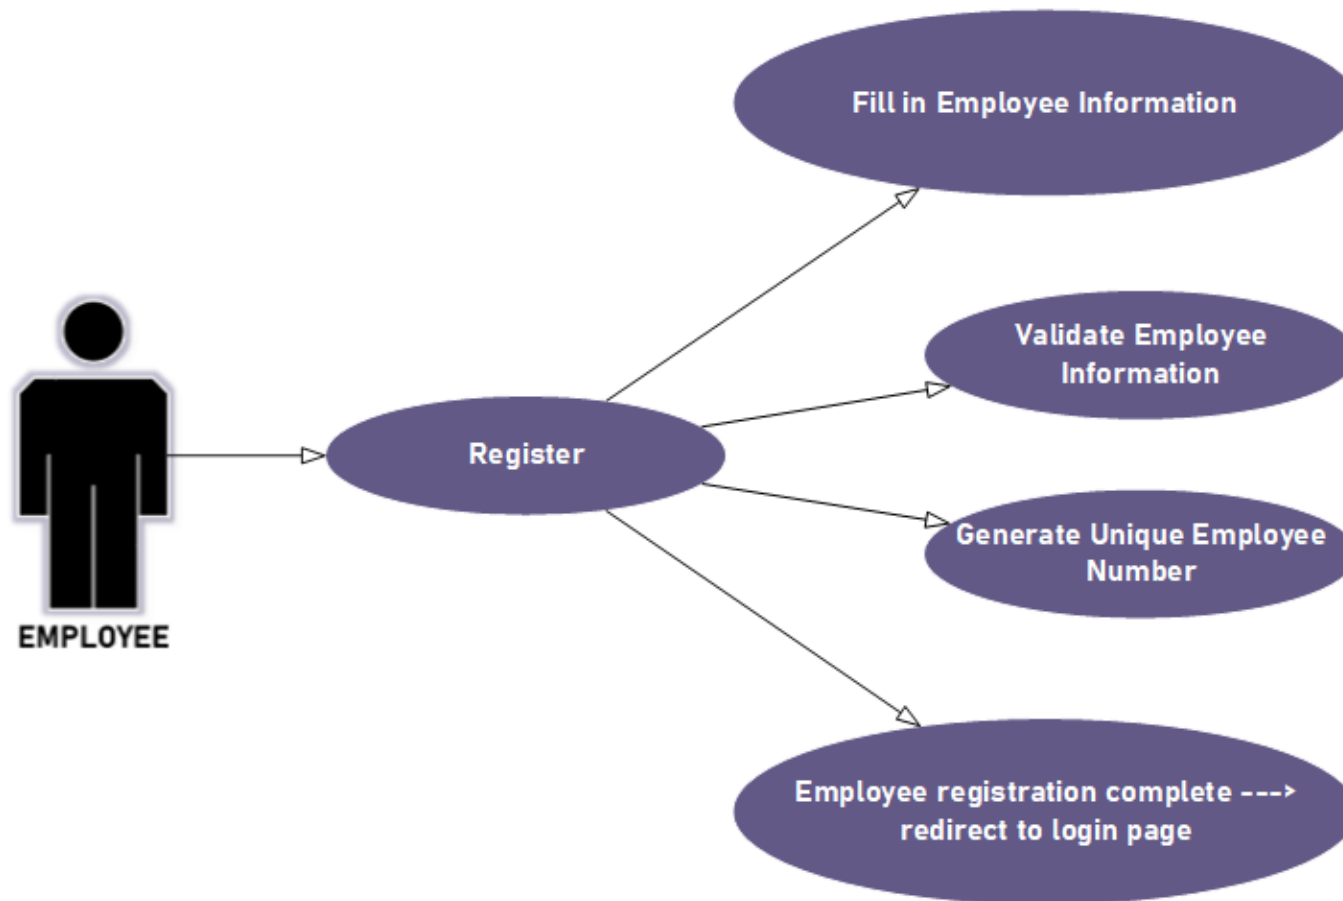 Fill in Employee Information
Validate Employee
Information
Register
Generate Unique Employee
Number
EMPLOYEE
Employee registration complete --->
redirect to login page